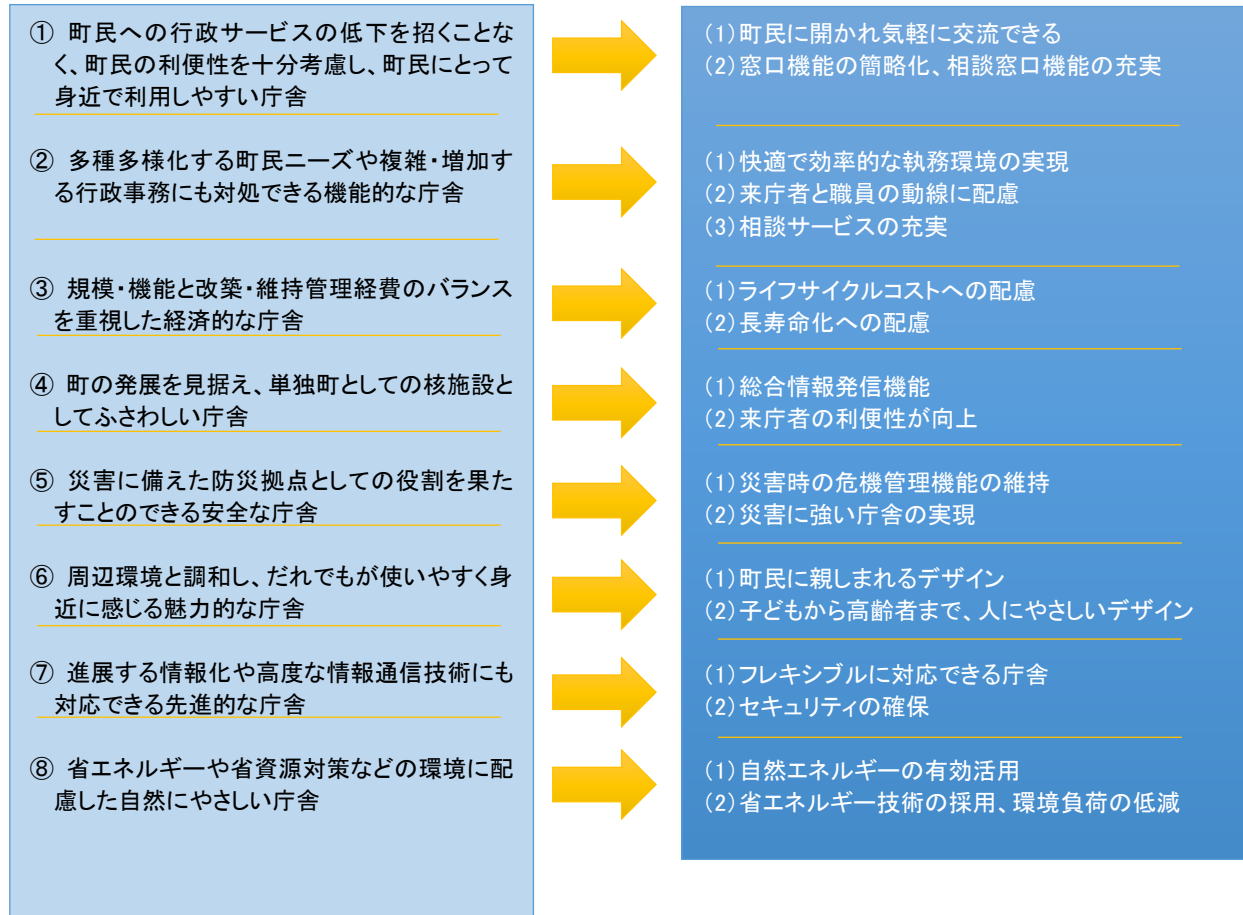 ① 町民への行政サービスの低下を招くことな
く、町民の利便性を十分考慮し、町民にとって
身近で利用しやすい庁舎
(1)町民に開かれ気軽に交流できる
(2)窓口機能の簡略化、相談窓口機能の充実
② 多種多様化する町民ニーズや複雑・増加す
る行政事務にも対処できる機能的な庁舎
(1)快適で効率的な執務環境の実現
(2)来庁者と職員の動線に配慮
(3)相談サービスの充実
③ 規模・機能と改築・維持管理経費のバランス
を重視した経済的な庁舎
(1)ライフサイクルコストへの配慮
(2)長寿命化への配慮
④ 町の発展を見据え、単独町としての核施設と
してふさわしい庁舎
(1)総合情報発信機能
(2)来庁者の利便性が向上
⑤ 災害に備えた防災拠点としての役割を果た
すことのできる安全な庁舎
(1)災害時の危機管理機能の維持
(2)災害に強い庁舎の実現
⑥ 周辺環境と調和し、だれでもが使いやすく身
近に感じる魅力的な庁舎
(1)町民に親しまれるデザイン
(2)子どもから高齢者まで、人にやさしいデザイン
⑦ 進展する情報化や高度な情報通信技術にも
対応できる先進的な庁舎
(1)フレキシブルに対応できる庁舎
(2)セキュリティの確保
⑧ 省エネルギーや省資源対策などの環境に配
慮した自然にやさしい庁舎
(1)自然エネルギーの有効活用
(2)省エネルギー技術の採用、環境負荷の低減